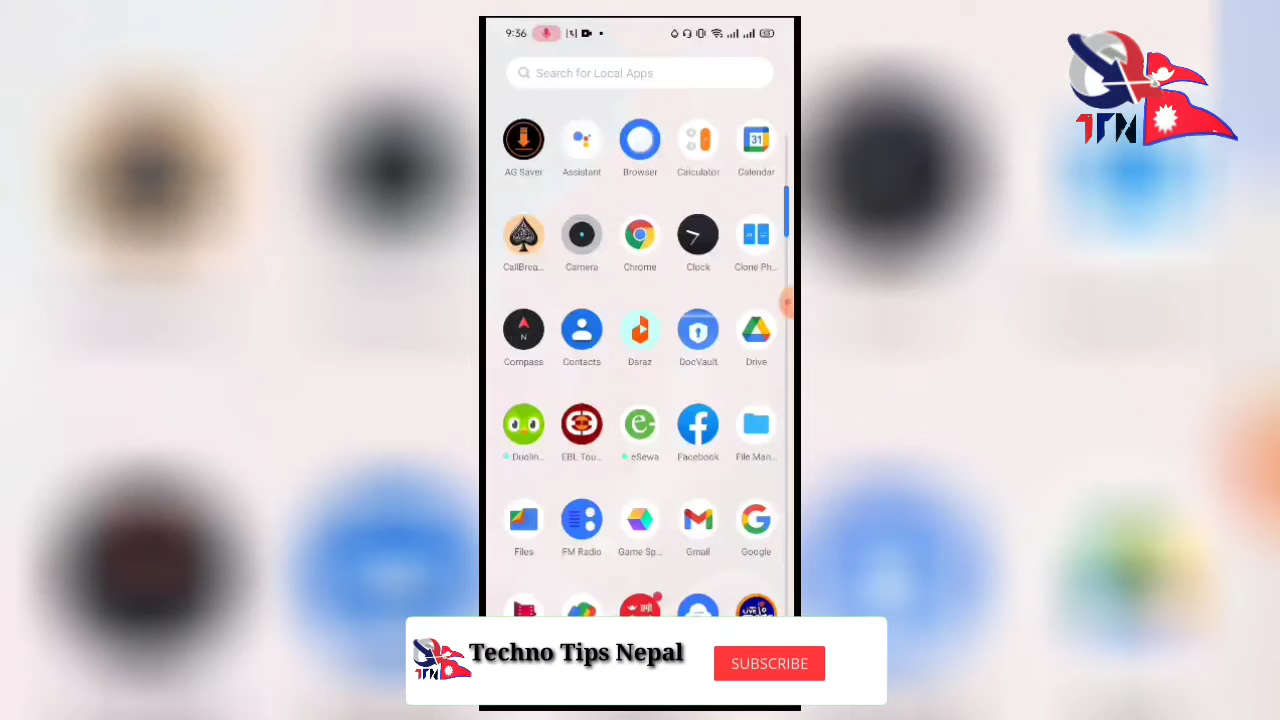 9:36
Search for Local Apps
31
AG Saver Assistant Browser Calculator Calendar
CallBrea... Camera Chrome Clock Clone Ph...
N
Compass Contacts Daraz DocVault Drive
Duolin... EBL Tou... eSewa Facebook File Man...
Files FM Radio Game Sp... Gmail Google
LIVE
TTN
Techno Tips Nepal
SUBSCRIBE